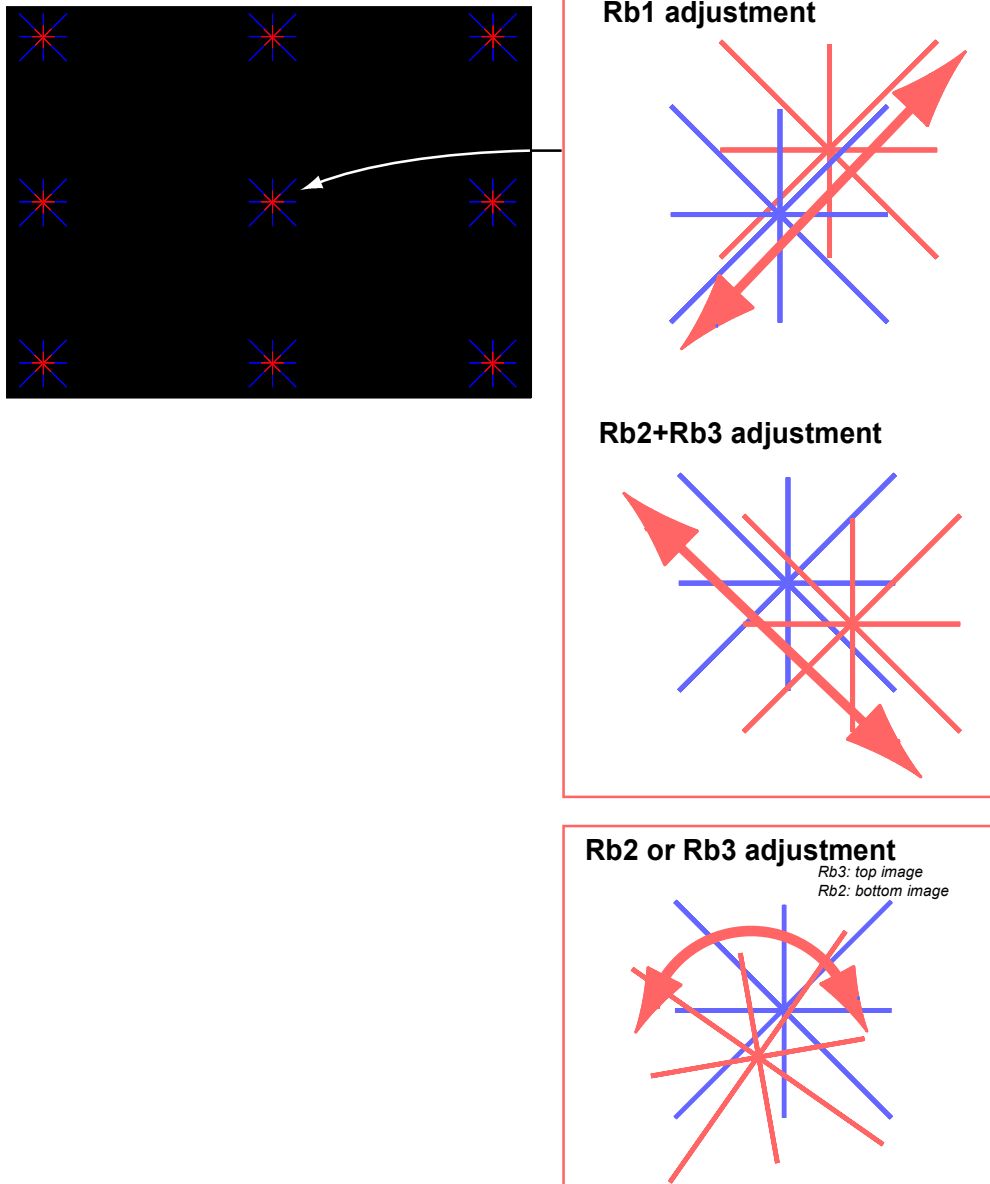 Rb1 adjustment
Rb2+Rb3 adjustment
Rb2 or Rb3 adjustment
Rb3: top image
Rb2: bottom image